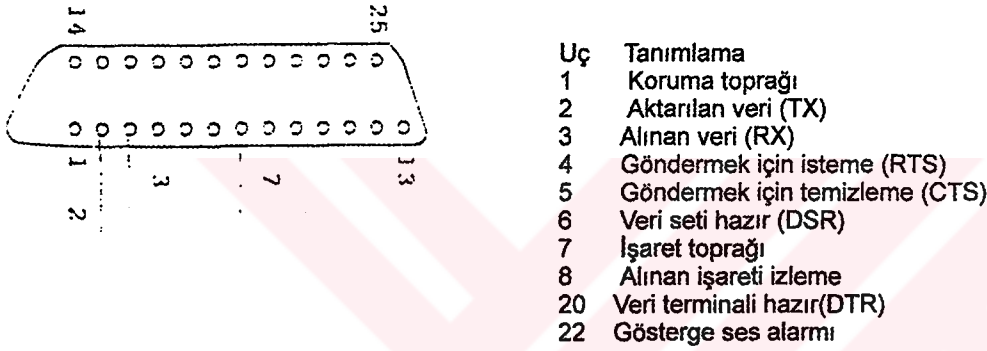 14 25
1 2 3 7 13
Uç Tanımlama
1 Koruma toprağı
2 Aktarılan veri (TX)
3 Alınan veri (RX)
4 Göndermek için isteme (RTS)
5 Göndermek için temizleme (CTS)
6 Veri seti hazır (DSR)
7 İşaret toprağı
8 Alınan işareti izleme
20 Veri terminali hazır(DTR)
22 Gösterge ses alarmı